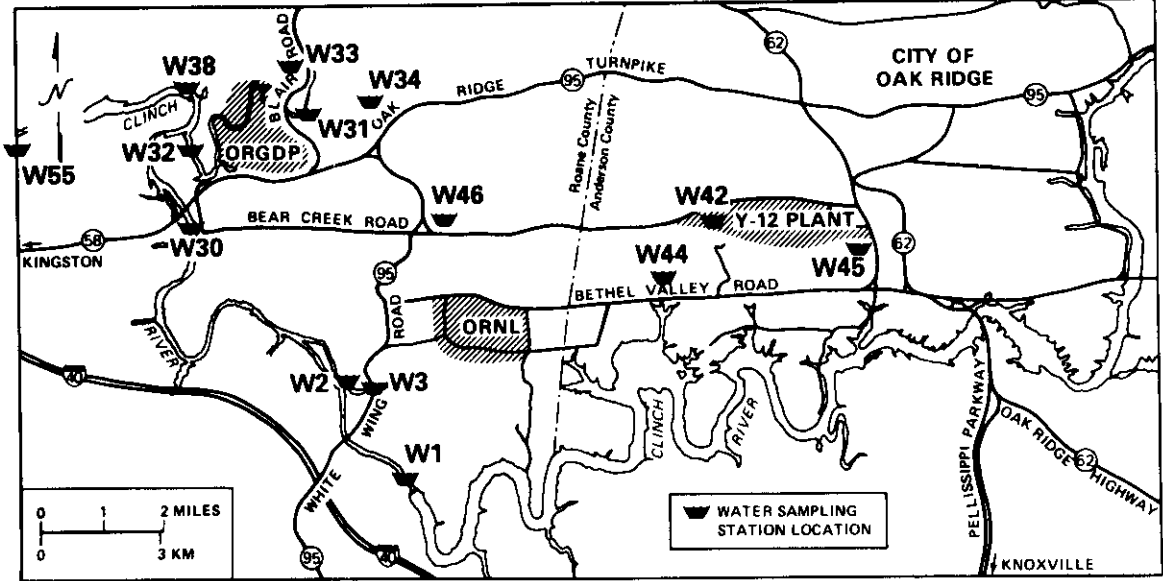 62
CITY OF
OAK RIDGE
W33
BLAIR ROAD
W38
W34
OAK RIDGE TURNPIKE
95
95
N
CLINCH
W31
Roane County
Anderson County
W32
ORGDP
W55
W46
W42
Y-12 PLANT
BEAR CREEK ROAD
W30
58
KINGSTON
62
W45
W44
95
BETHEL VALLEY ROAD
RIVER
ORNL
40
W2
W3
WHITE WING ROAD
CLINCH RIVER
PELLISSIPPI PARKWAY
OAK RIDGE HIGHWAY
62
W1
0 1 2 MILES
0 3 KM
WATER SAMPLING
STATION LOCATION
95
40
KNOXVILLE